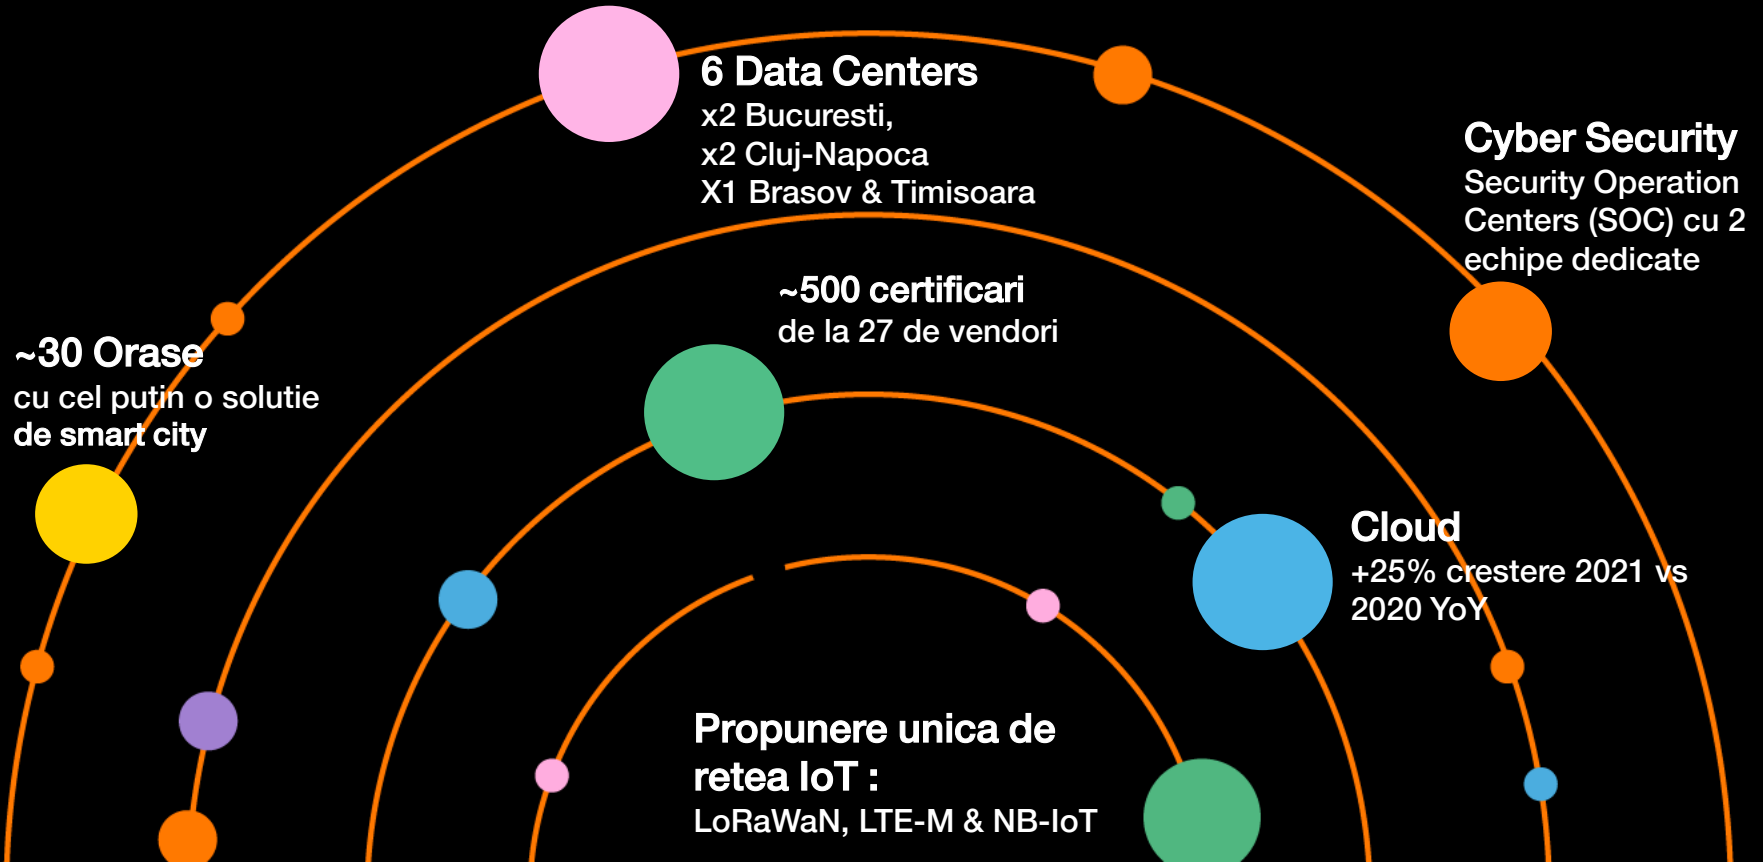 6 Data Centers
x2 Bucuresti,
x2 Cluj-Napoca
X1 Brasov & Timisoara
Cyber Security
Security Operation
Centers (SOC) cu 2
echipe dedicate
~500 certificari
de la 27 de vendori
~30 Orase
cu cel putin o solutie
de smart city
Cloud
+25% crestere 2021 vs
2020 YoY
Propunere unica de
retea IoT :
LoRaWaN, LTE-M & NB-IoT